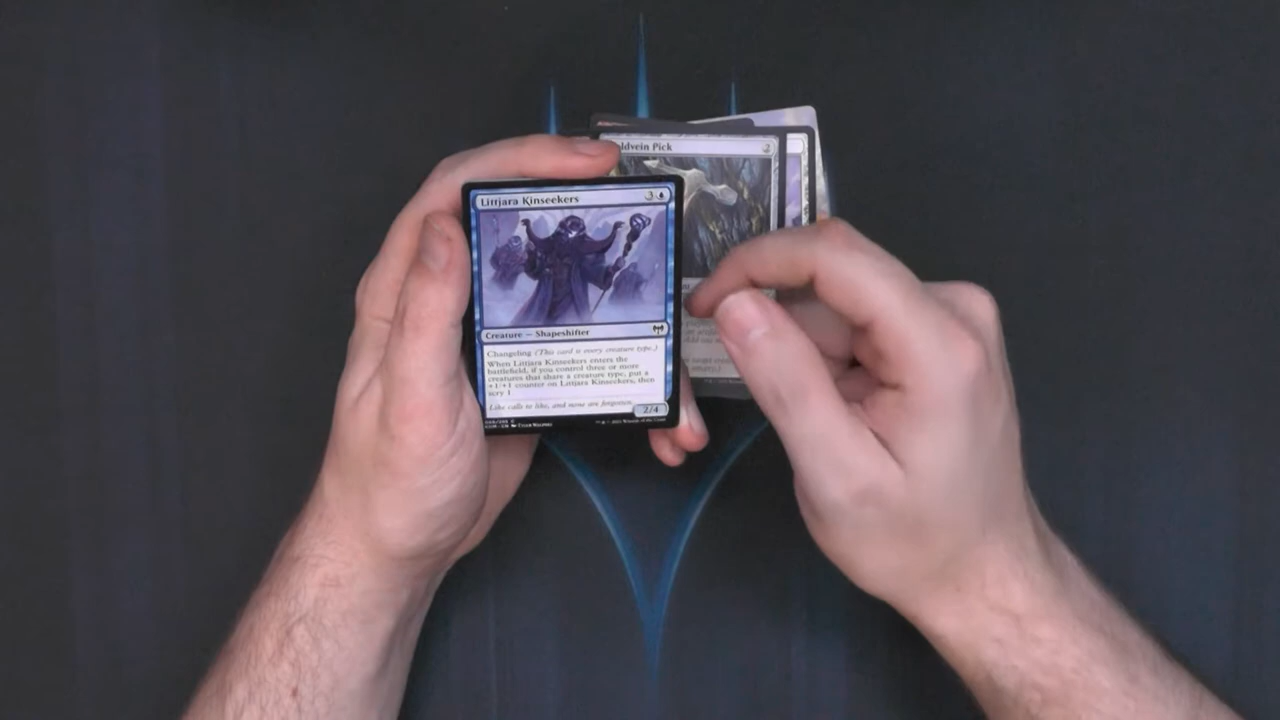 Littjara Kinseekers 3
Creature — Shapeshifter
Changeling (This card is every creature type.)
When Littjara Kinseekers enters the
battlefield, if you control three or more
creatures that share a creature type, put a
+1/+1 counter on Littjara Kinseekers, then
scry 1
Like calls to like, and none are forgotten.
2/4
Pick 2